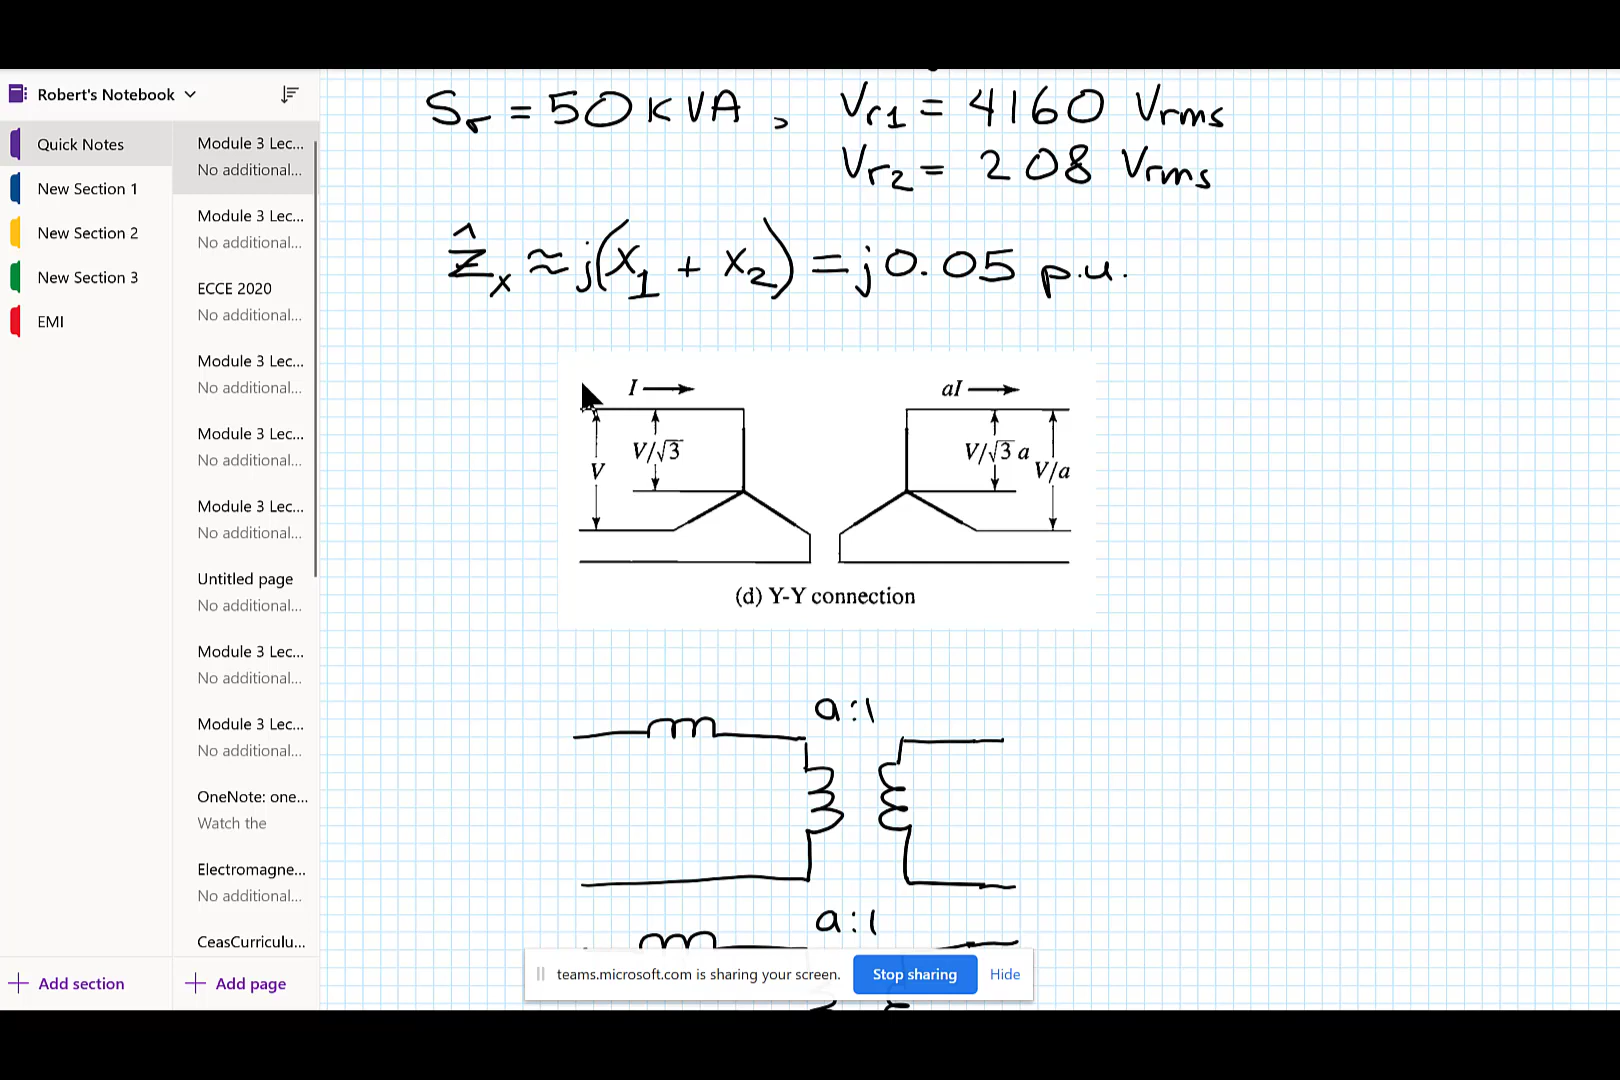 Robert's Notebook
Quick Notes
New Section 1
New Section 2
New Section 3
EMI
Add section
Module 3 Lec...
No additional...
Module 3 Lec...
No additional...
ECCE 2020
No additional...
Module 3 Lec...
No additional...
Module 3 Lec...
No additional...
Module 3 Lec...
No additional...
Untitled page
No additional...
Module 3 Lec...
No additional...
Module 3 Lec...
No additional...
OneNote: one...
Watch the
Electromagne...
No additional...
CeasCurriculu...
Add page
Sr = 50 KVA , Vr1 = 4160 Vrms
Vr2 = 208 Vrms
Ẑx ≈ j(x1 + x2) = j0.05 p.u.
I aI
V/√3 V/√3 a
V V/a
(d) Y-Y connection
a:1
a:1
teams.microsoft.com is sharing your screen. Stop sharing Hide